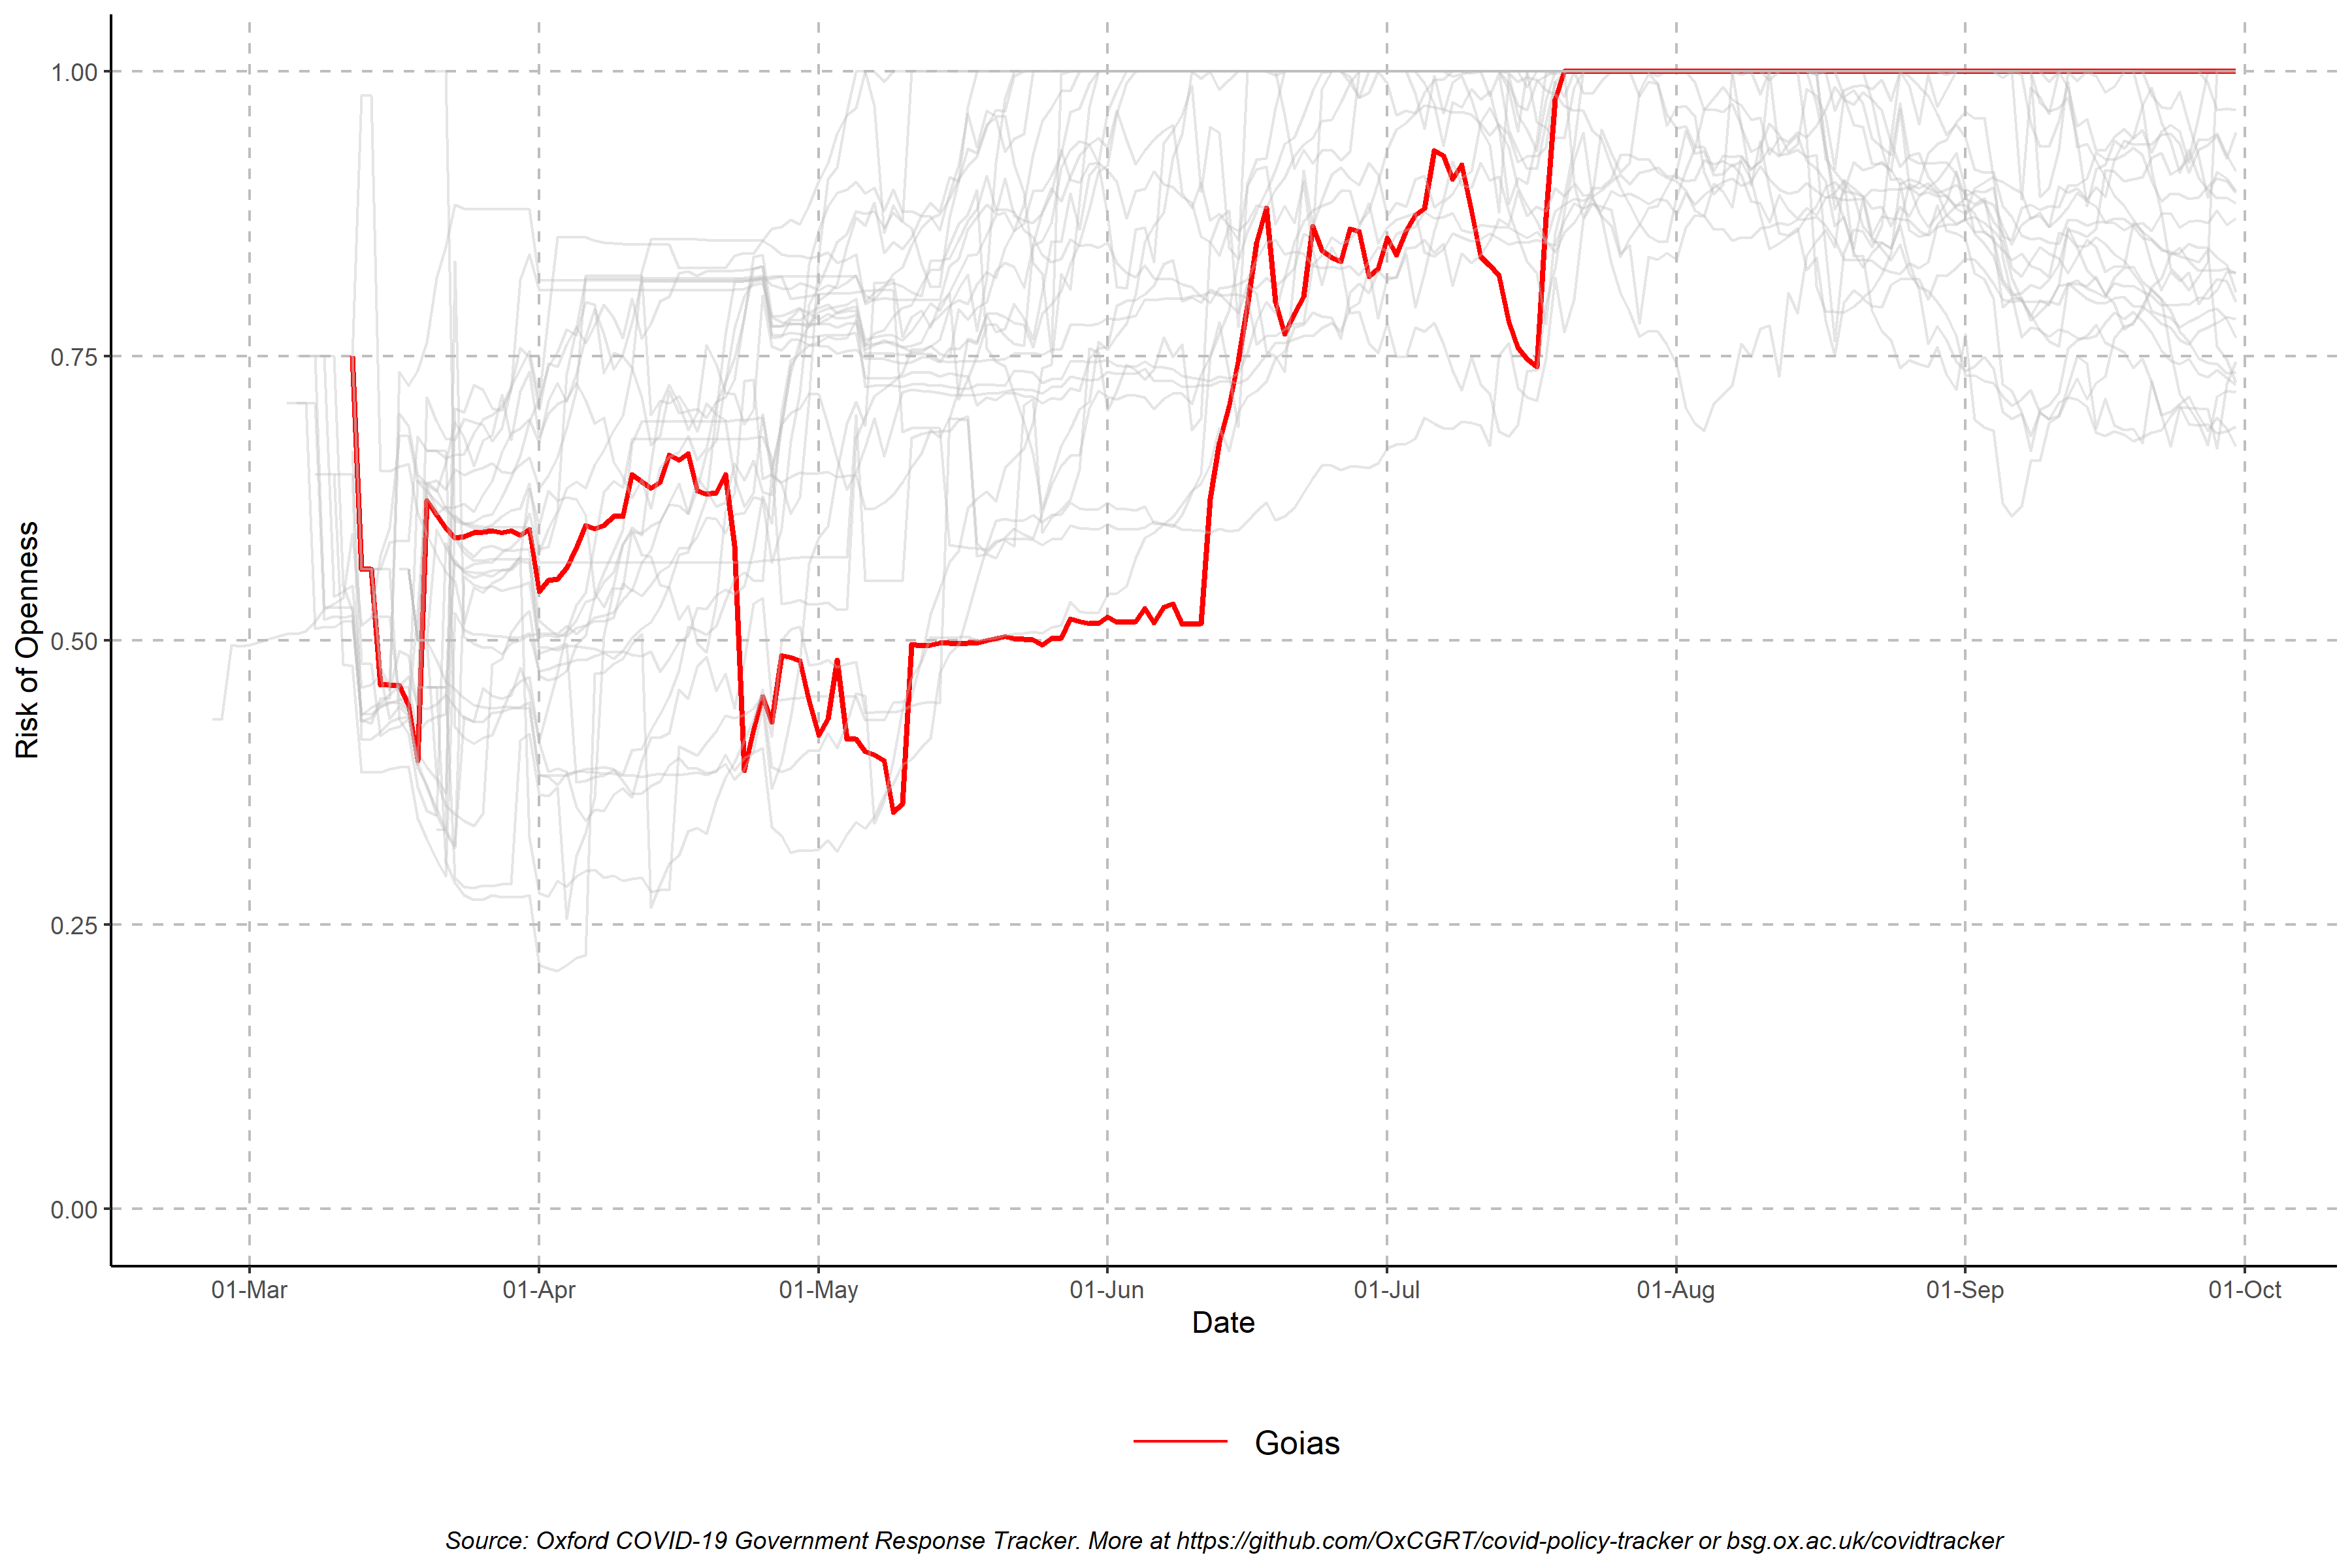 1.00
0.75
0.50
0.25
0.00
Risk of Openness
01-Mar 01-Apr 01-May 01-Jun 01-Jul 01-Aug 01-Sep 01-Oct
Date
Goias
Source: Oxford COVID-19 Government Response Tracker. More at https://github.com/OxCGRT/covid-policy-tracker or bsg.ox.ac.uk/covidtracker